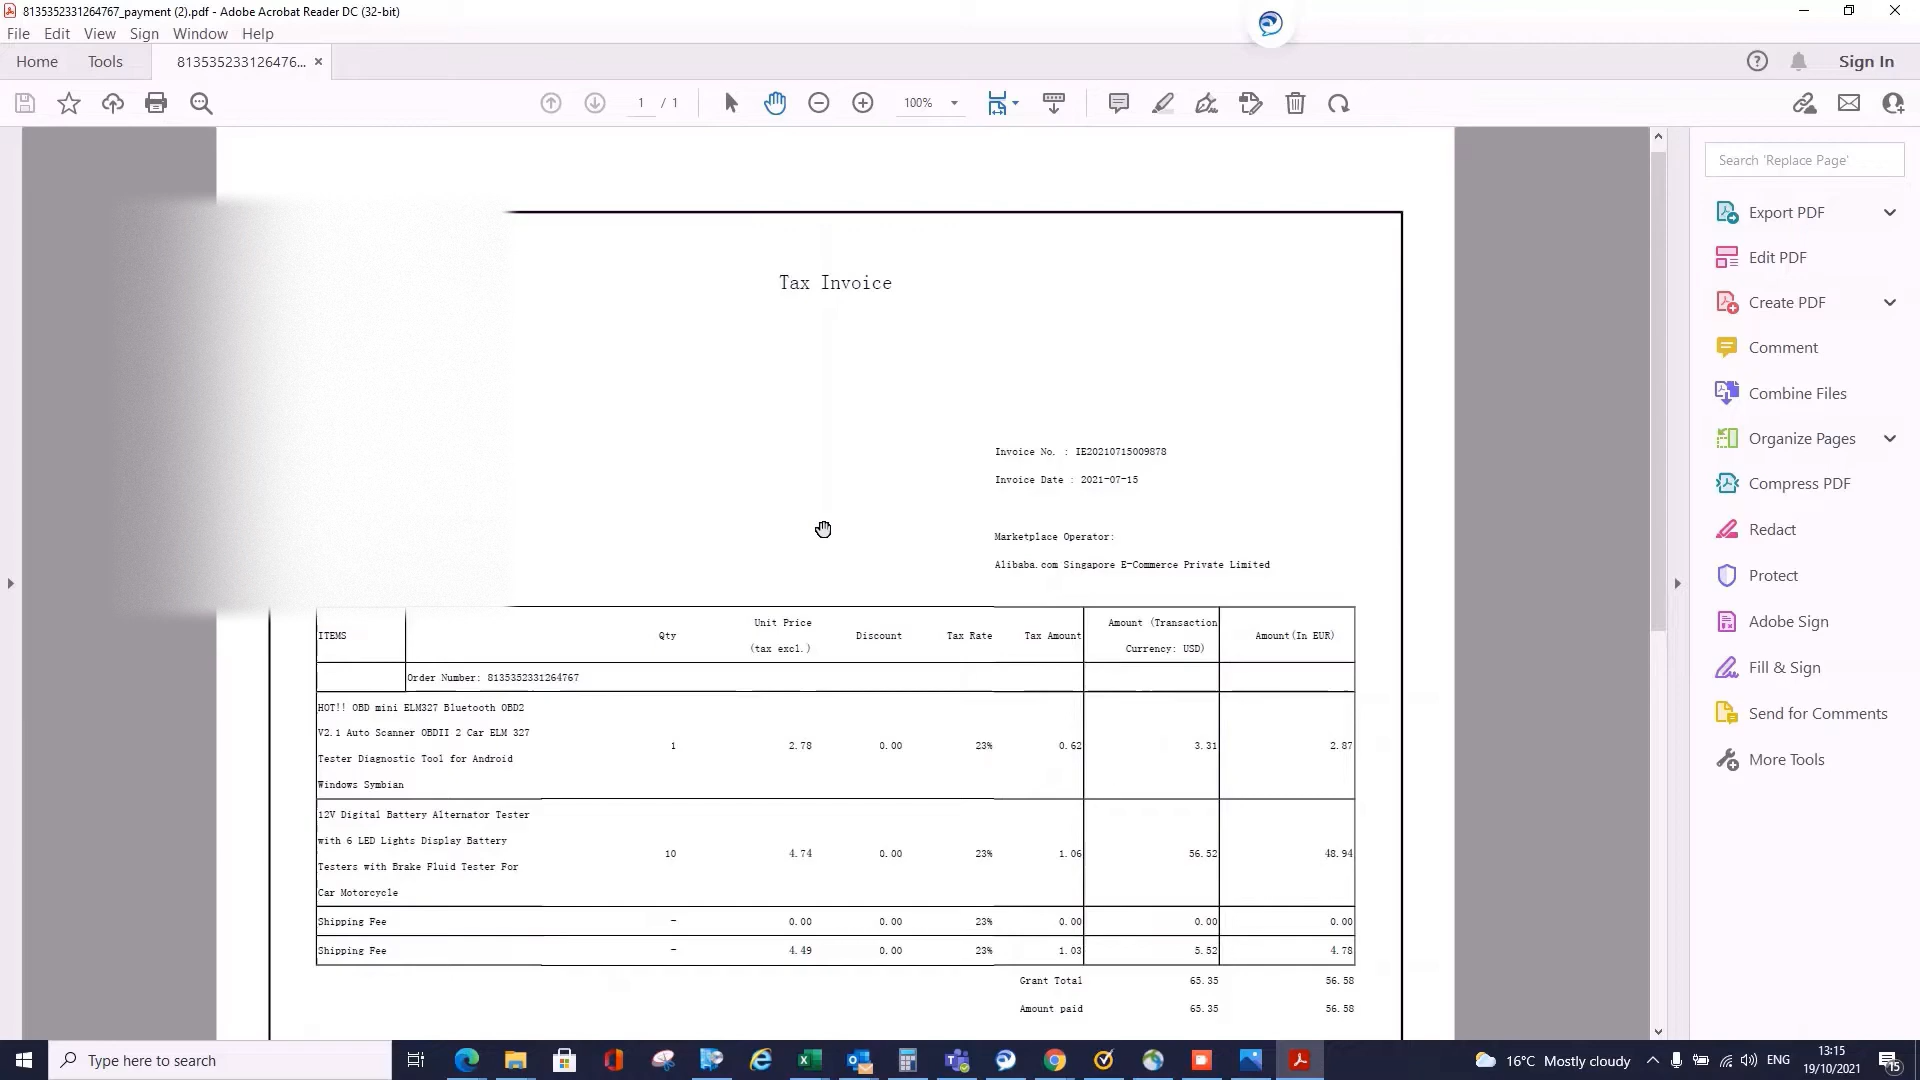 8135352331264767_payment (2).pdf - Adobe Acrobat Reader DC (32-bit)
File Edit View Sign Window Help
Home Tools 813535233126476... × Sign In
1 / 1 100%
Search 'Replace Page'
Export PDF
Edit PDF
Create PDF
Comment
Combine Files
Organize Pages
Compress PDF
Redact
Protect
Adobe Sign
Fill & Sign
Send for Comments
More Tools
Tax Invoice
Invoice No. : IE20210715009878
Invoice Date : 2021-07-15
Marketplace Operator:
Alibaba.com Singapore E-Commerce Private Limited
ITEMS Qty Unit Price (tax excl.) Discount Tax Rate Tax Amount Amount (Transaction Currency: USD) Amount(In EUR)
Order Number: 8135352331264767
HOT!! OBD mini ELM327 Bluetooth OBD2
V2.1 Auto Scanner OBDII 2 Car ELM 327
Tester Diagnostic Tool for Android
Windows Symbian
1 2.78 0.00 23% 0.62 3.31 2.87
12V Digital Battery Alternator Tester
with 6 LED Lights Display Battery
Testers with Brake Fluid Tester For
Car Motorcycle
10 4.74 0.00 23% 1.06 56.52 48.94
Shipping Fee - 0.00 0.00 23% 0.00 0.00 0.00
Shipping Fee - 4.49 0.00 23% 1.03 5.52 4.78
Grant Total 65.35 56.58
Amount paid 65.35 56.58
Type here to search
16°C Mostly cloudy ENG 13:15
19/10/2021
15